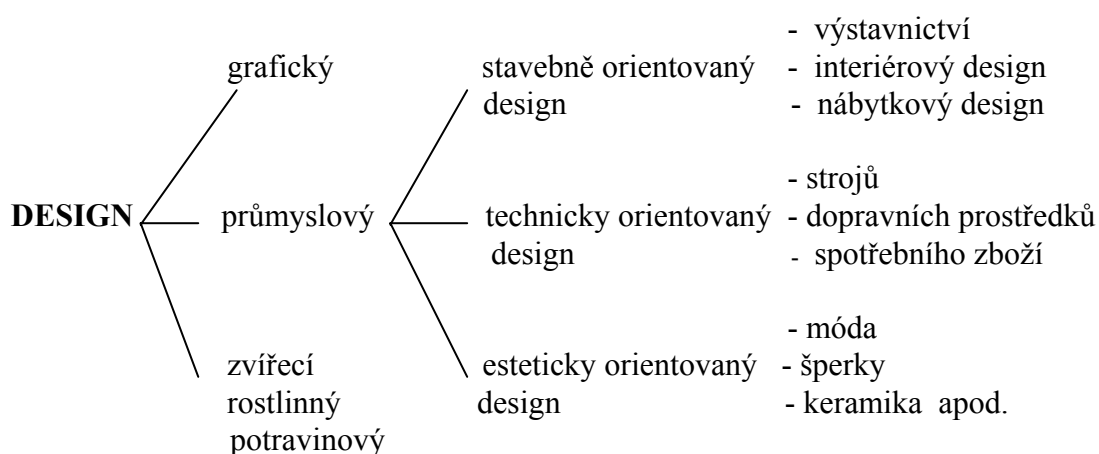 - výstavnictví
grafický stavebně orientovaný - interiérový design
design - nábytkový design
- strojů
DESIGN průmyslový technicky orientovaný - dopravních prostředků
design - spotřebního zboží
- móda
zvířecí esteticky orientovaný - šperky
rostlinný design - keramika apod.
potravinový